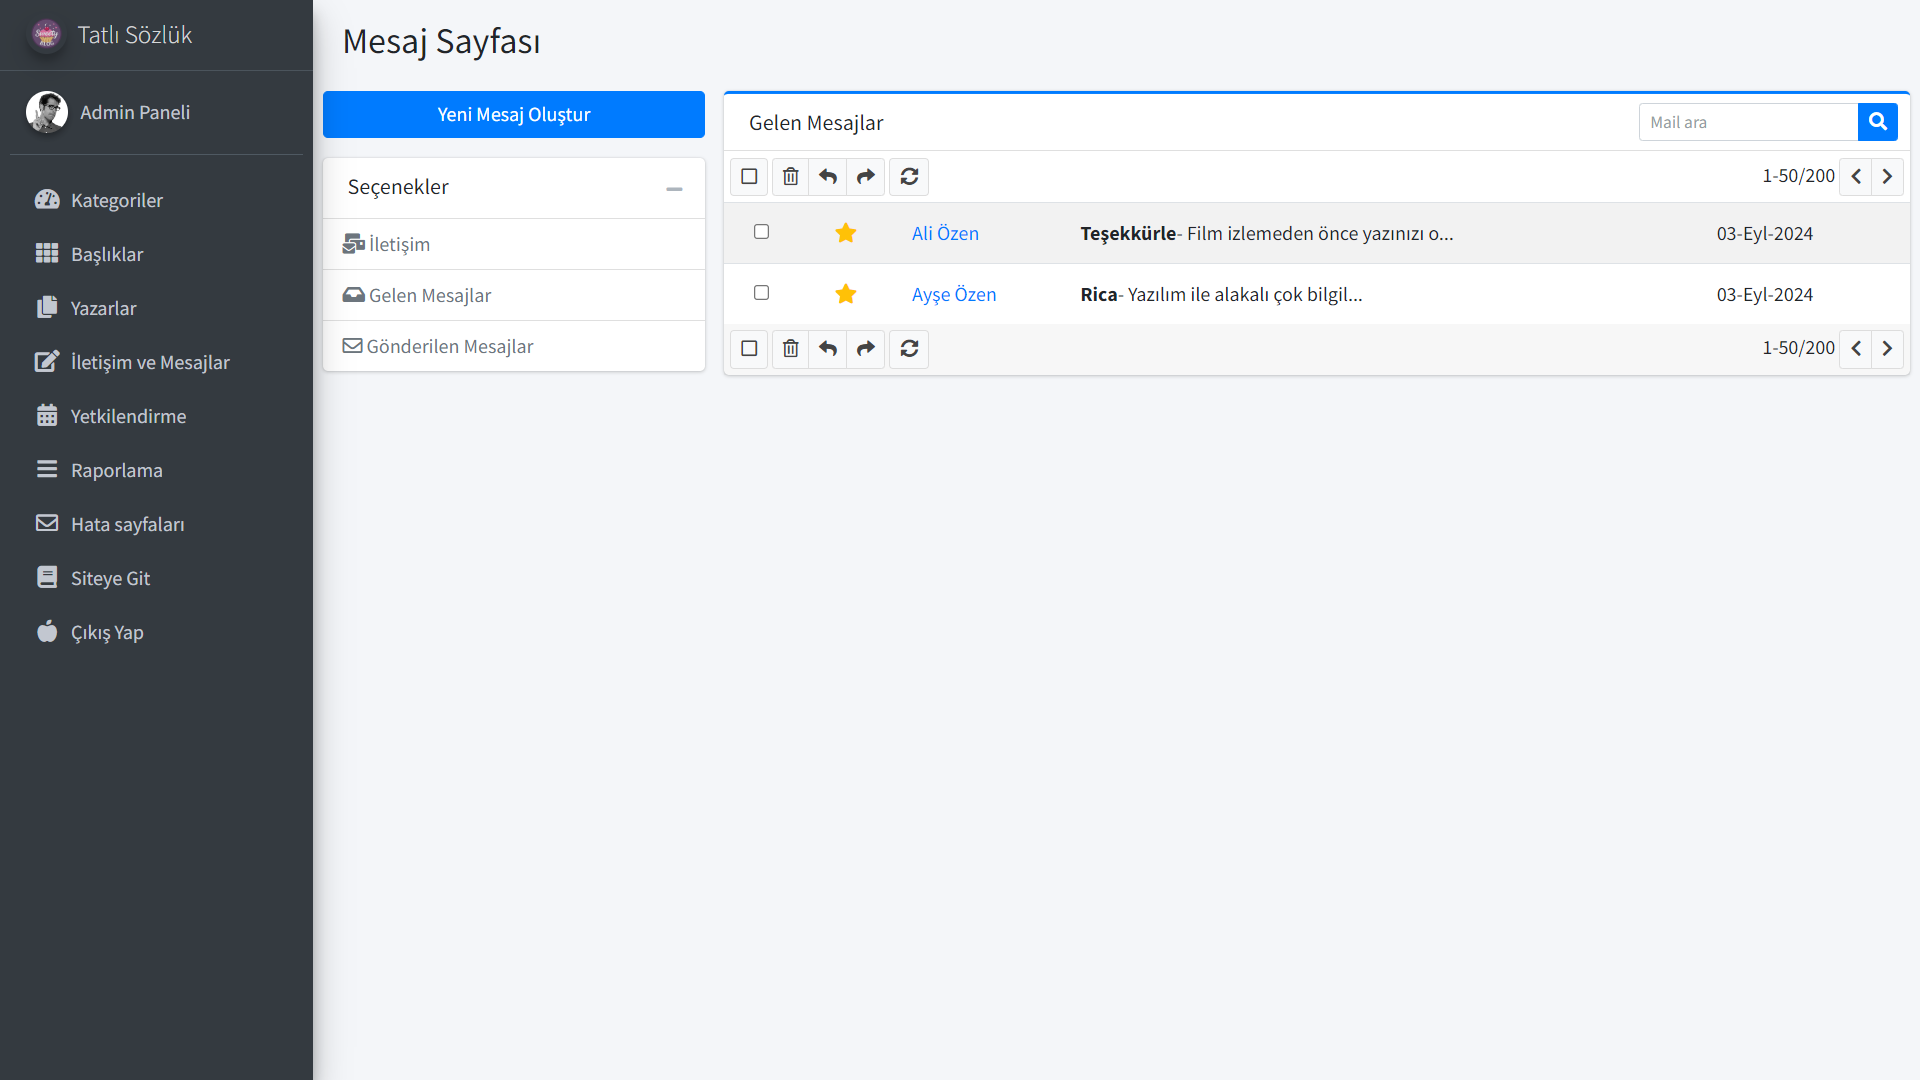 Tatlı Sözlük
Admin Paneli
Kategoriler
Başlıklar
Yazarlar
İletişim ve Mesajlar
Yetkilendirme
Raporlama
Hata sayfaları
Siteye Git
Çıkış Yap
Mesaj Sayfası
Yeni Mesaj Oluştur
Seçenekler
İletişim
Gelen Mesajlar
Gönderilen Mesajlar
Gelen Mesajlar
Mail ara
1-50/200
Ali Özen Teşekkürle- Film izlemeden önce yazınızı o... 03-Eyl-2024
Ayşe Özen Rica- Yazılım ile alakalı çok bilgil... 03-Eyl-2024
1-50/200